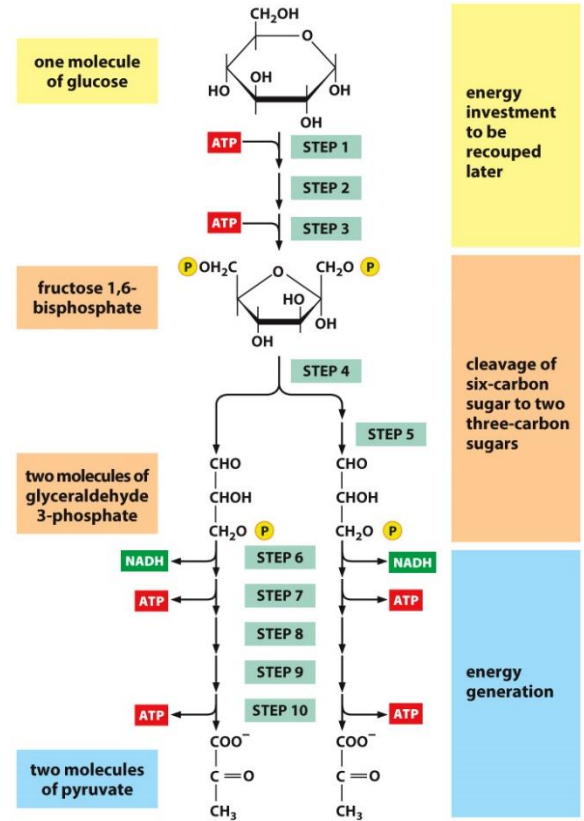 CH₂OH
O
one molecule
of glucose
OH
HO
OH
OH
energy
investment
to be
recouped
later
ATP
STEP 1
STEP 2
ATP
STEP 3
fructose 1,6-
bisphosphate
P OH₂C
O
CH₂O P
HO
OH
OH
STEP 4
cleavage of
six-carbon
sugar to two
three-carbon
sugars
STEP 5
two molecules of
glyceraldehyde
3-phosphate
CHO
CHOH
CH₂O P
CHO
CHOH
CH₂O P
NADH
STEP 6
NADH
ATP
STEP 7
ATP
STEP 8
STEP 9
ATP
STEP 10
ATP
energy
generation
two molecules
of pyruvate
COO⁻
C=O
CH₃
COO⁻
C=O
CH₃